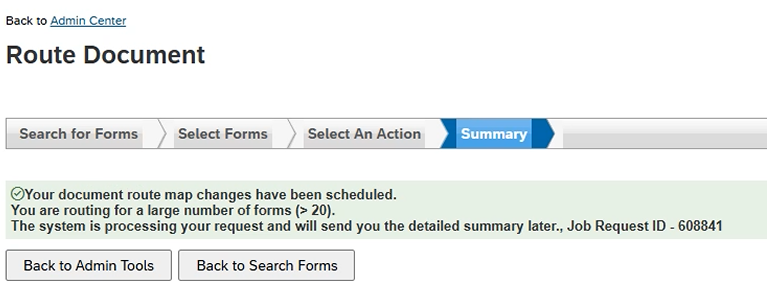 Back to Admin Center
Route Document
Search for Forms Select Forms Select An Action Summary
Your document route map changes have been scheduled.
You are routing for a large number of forms (> 20).
The system is processing your request and will send you the detailed summary later., Job Request ID - 608841
Back to Admin Tools Back to Search Forms